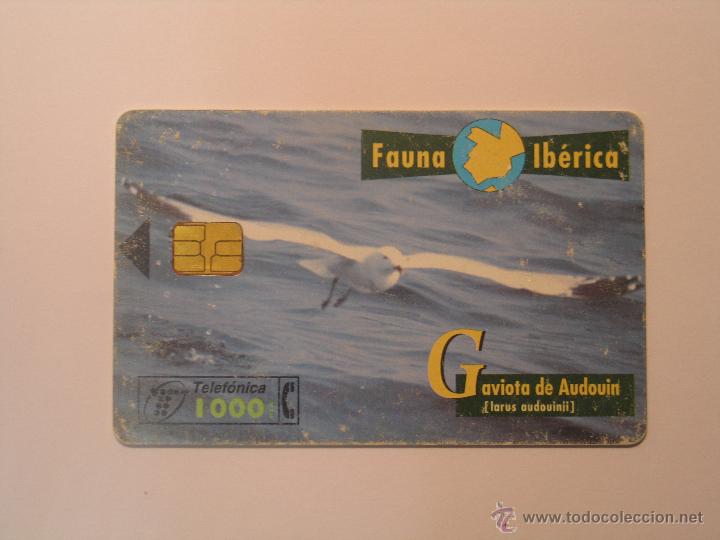 Fauna Ibérica
Telefónica
1000
Gaviota de Audouin
[larus audouinii]
© www.todocoleccion.net